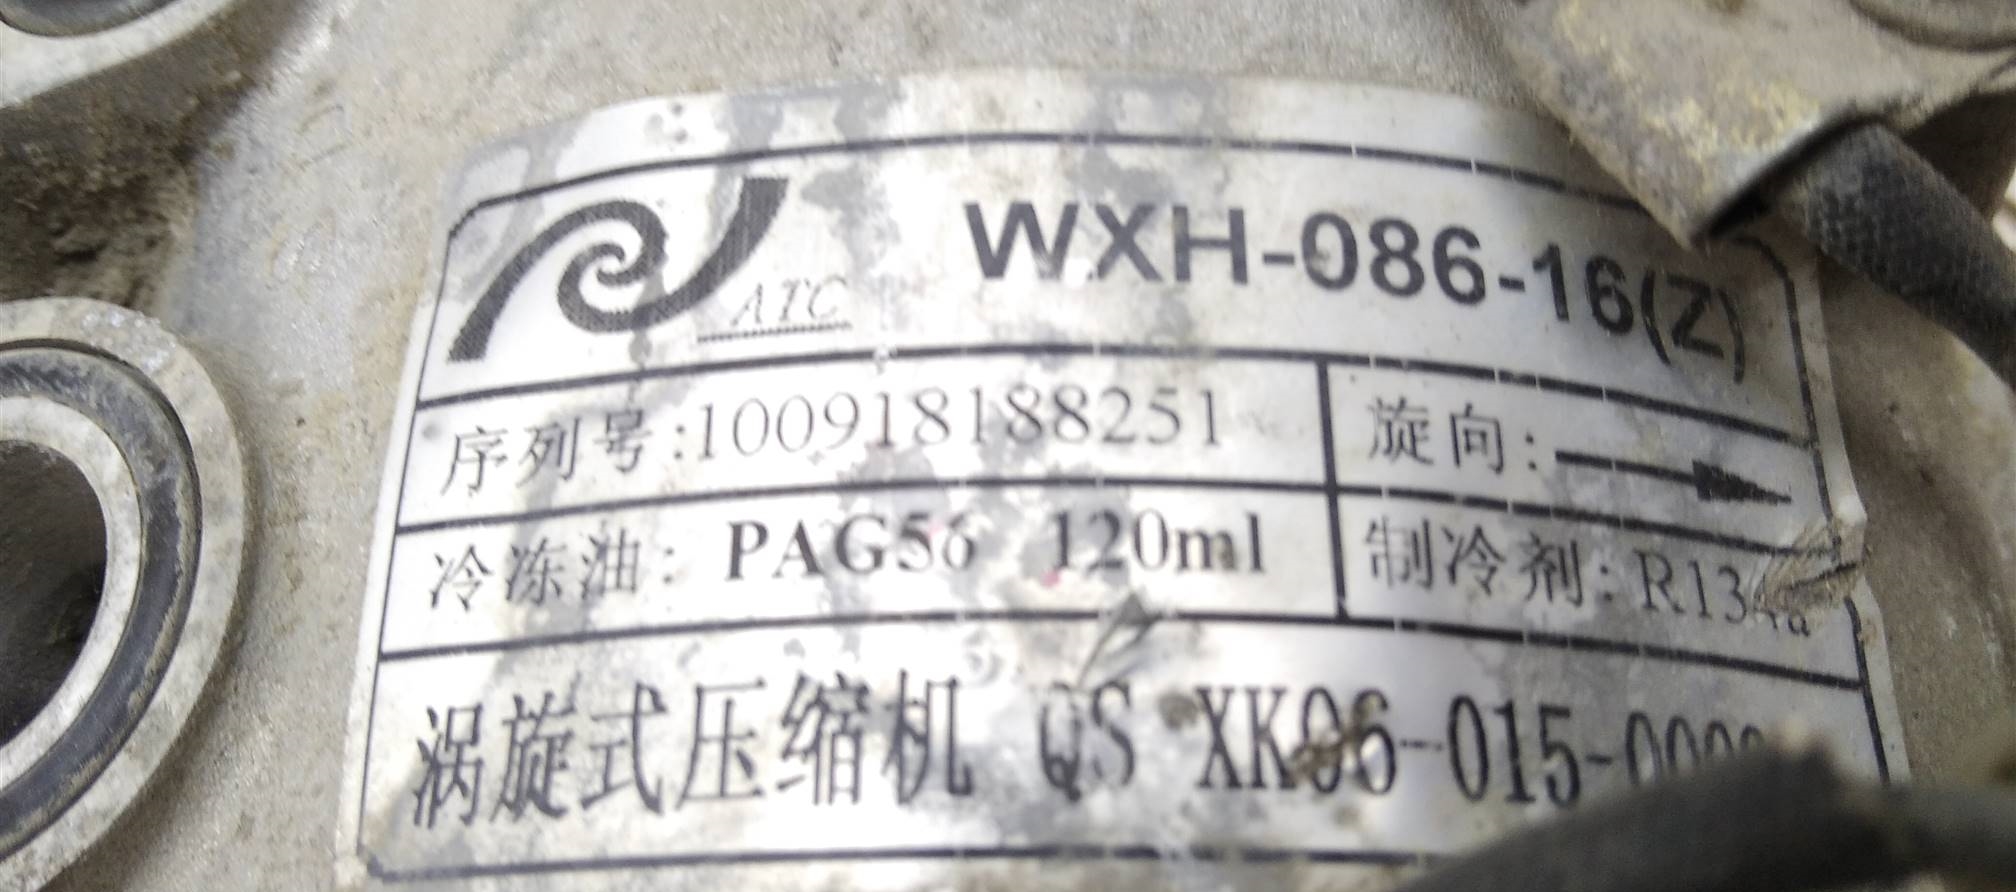 ATC WXH-086-16(Z)
序列号:100918188251 旋向:
冷冻油: PAG56 120ml 制冷剂: R134a
涡旋式压缩机 QS XK06-015-